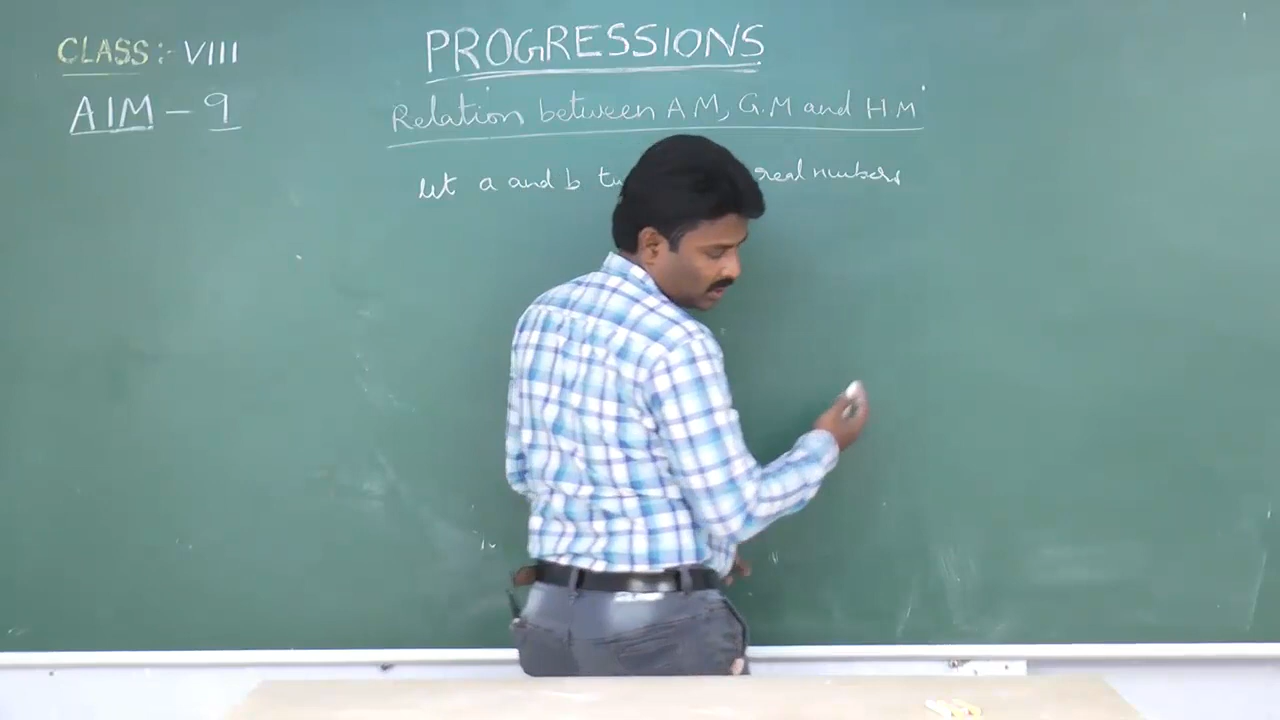 CLASS:- VIII
PROGRESSIONS
AIM - 9
Relation between A M, G.M and H.M
let a and b real numbers